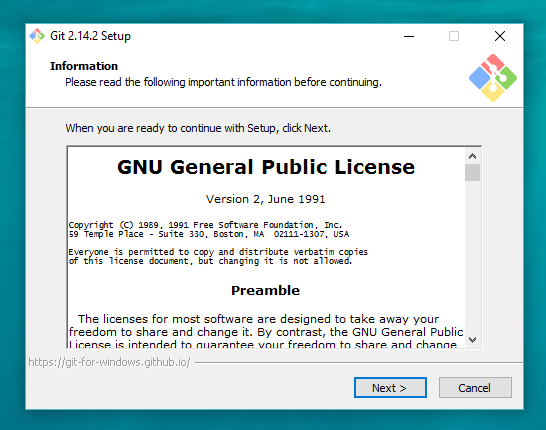 Git 2.14.2 Setup
Information
Please read the following important information before continuing.
When you are ready to continue with Setup, click Next.
GNU General Public License
Version 2, June 1991
Copyright (C) 1989, 1991 Free Software Foundation, Inc.
59 Temple Place - Suite 330, Boston, MA  02111-1307, USA
Everyone is permitted to copy and distribute verbatim copies
of this license document, but changing it is not allowed.
Preamble
The licenses for most software are designed to take away your
freedom to share and change it. By contrast, the GNU General Public
License is intended to guarantee your freedom to share and change
https://git-for-windows.github.io/
Next >
Cancel